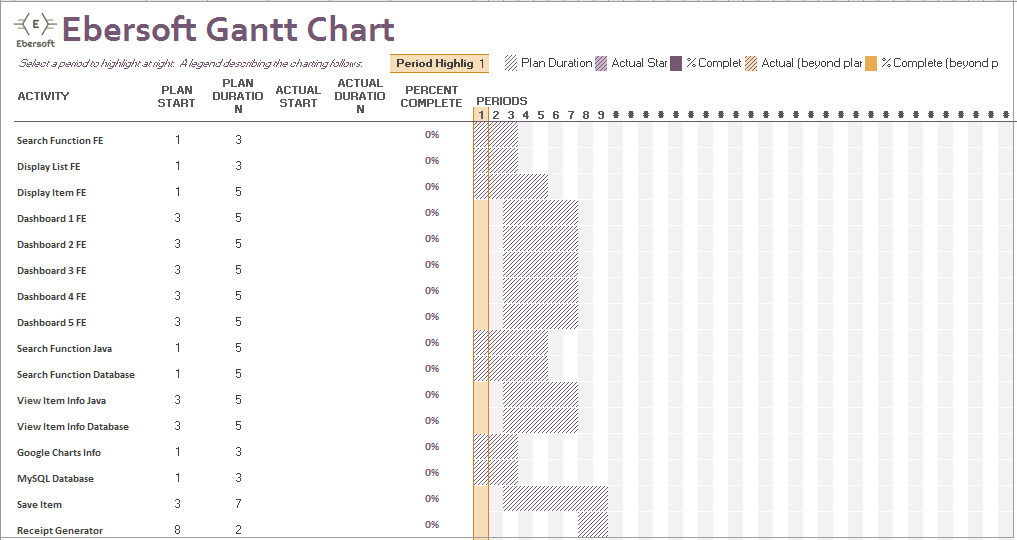 E
Ebersoft
Ebersoft Gantt Chart
Select a period to highlight at right. A legend describing the charting follows.
Period Highlig 1
Plan Duration
Actual Star
% Complet
Actual (beyond plar
% Complete (beyond p
ACTIVITY
PLAN START
PLAN DURATIO N
ACTUAL START
ACTUAL DURATIO N
PERCENT COMPLETE
PERIODS
1 2 3 4 5 6 7 8 9 # # # # # # # # # # # # # # # # # # # # # # # # # # #
Search Function FE 1 3 0%
Display List FE 1 3 0%
Display Item FE 1 5 0%
Dashboard 1 FE 3 5 0%
Dashboard 2 FE 3 5 0%
Dashboard 3 FE 3 5 0%
Dashboard 4 FE 3 5 0%
Dashboard 5 FE 3 5 0%
Search Function Java 1 5 0%
Search Function Database 1 5 0%
View Item Info Java 3 5 0%
View Item Info Database 3 5 0%
Google Charts Info 1 3 0%
MySQL Database 1 3 0%
Save Item 3 7 0%
Receipt Generator 8 2 0%